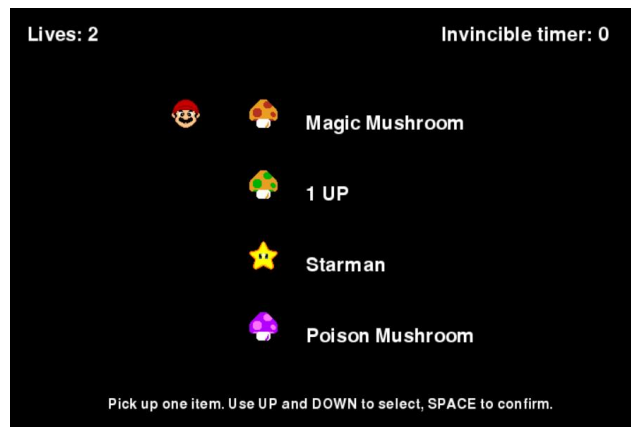 Lives: 2
Invincible timer: 0
Magic Mushroom
1 UP
Starman
Poison Mushroom
Pick up one item. Use UP and DOWN to select, SPACE to confirm.